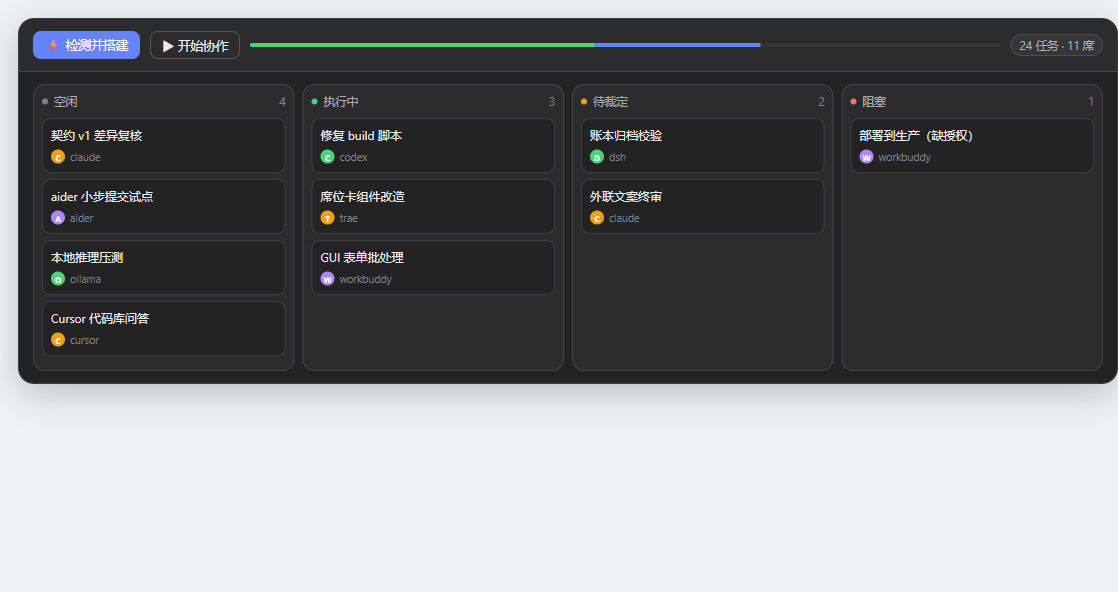 检测并搭建
▶ 开始协作
24 任务 · 11 席
空闲 4
契约 v1 差异复核
C claude
aider 小步提交试点
A aider
本地推理压测
O ollama
Cursor 代码库问答
C cursor
执行中 3
修复 build 脚本
C codex
席位卡组件改造
T trae
GUI 表单批处理
W workbuddy
待裁定 2
账本归档校验
D dsh
外联文案终审
C claude
阻塞 1
部署到生产（缺授权）
W workbuddy